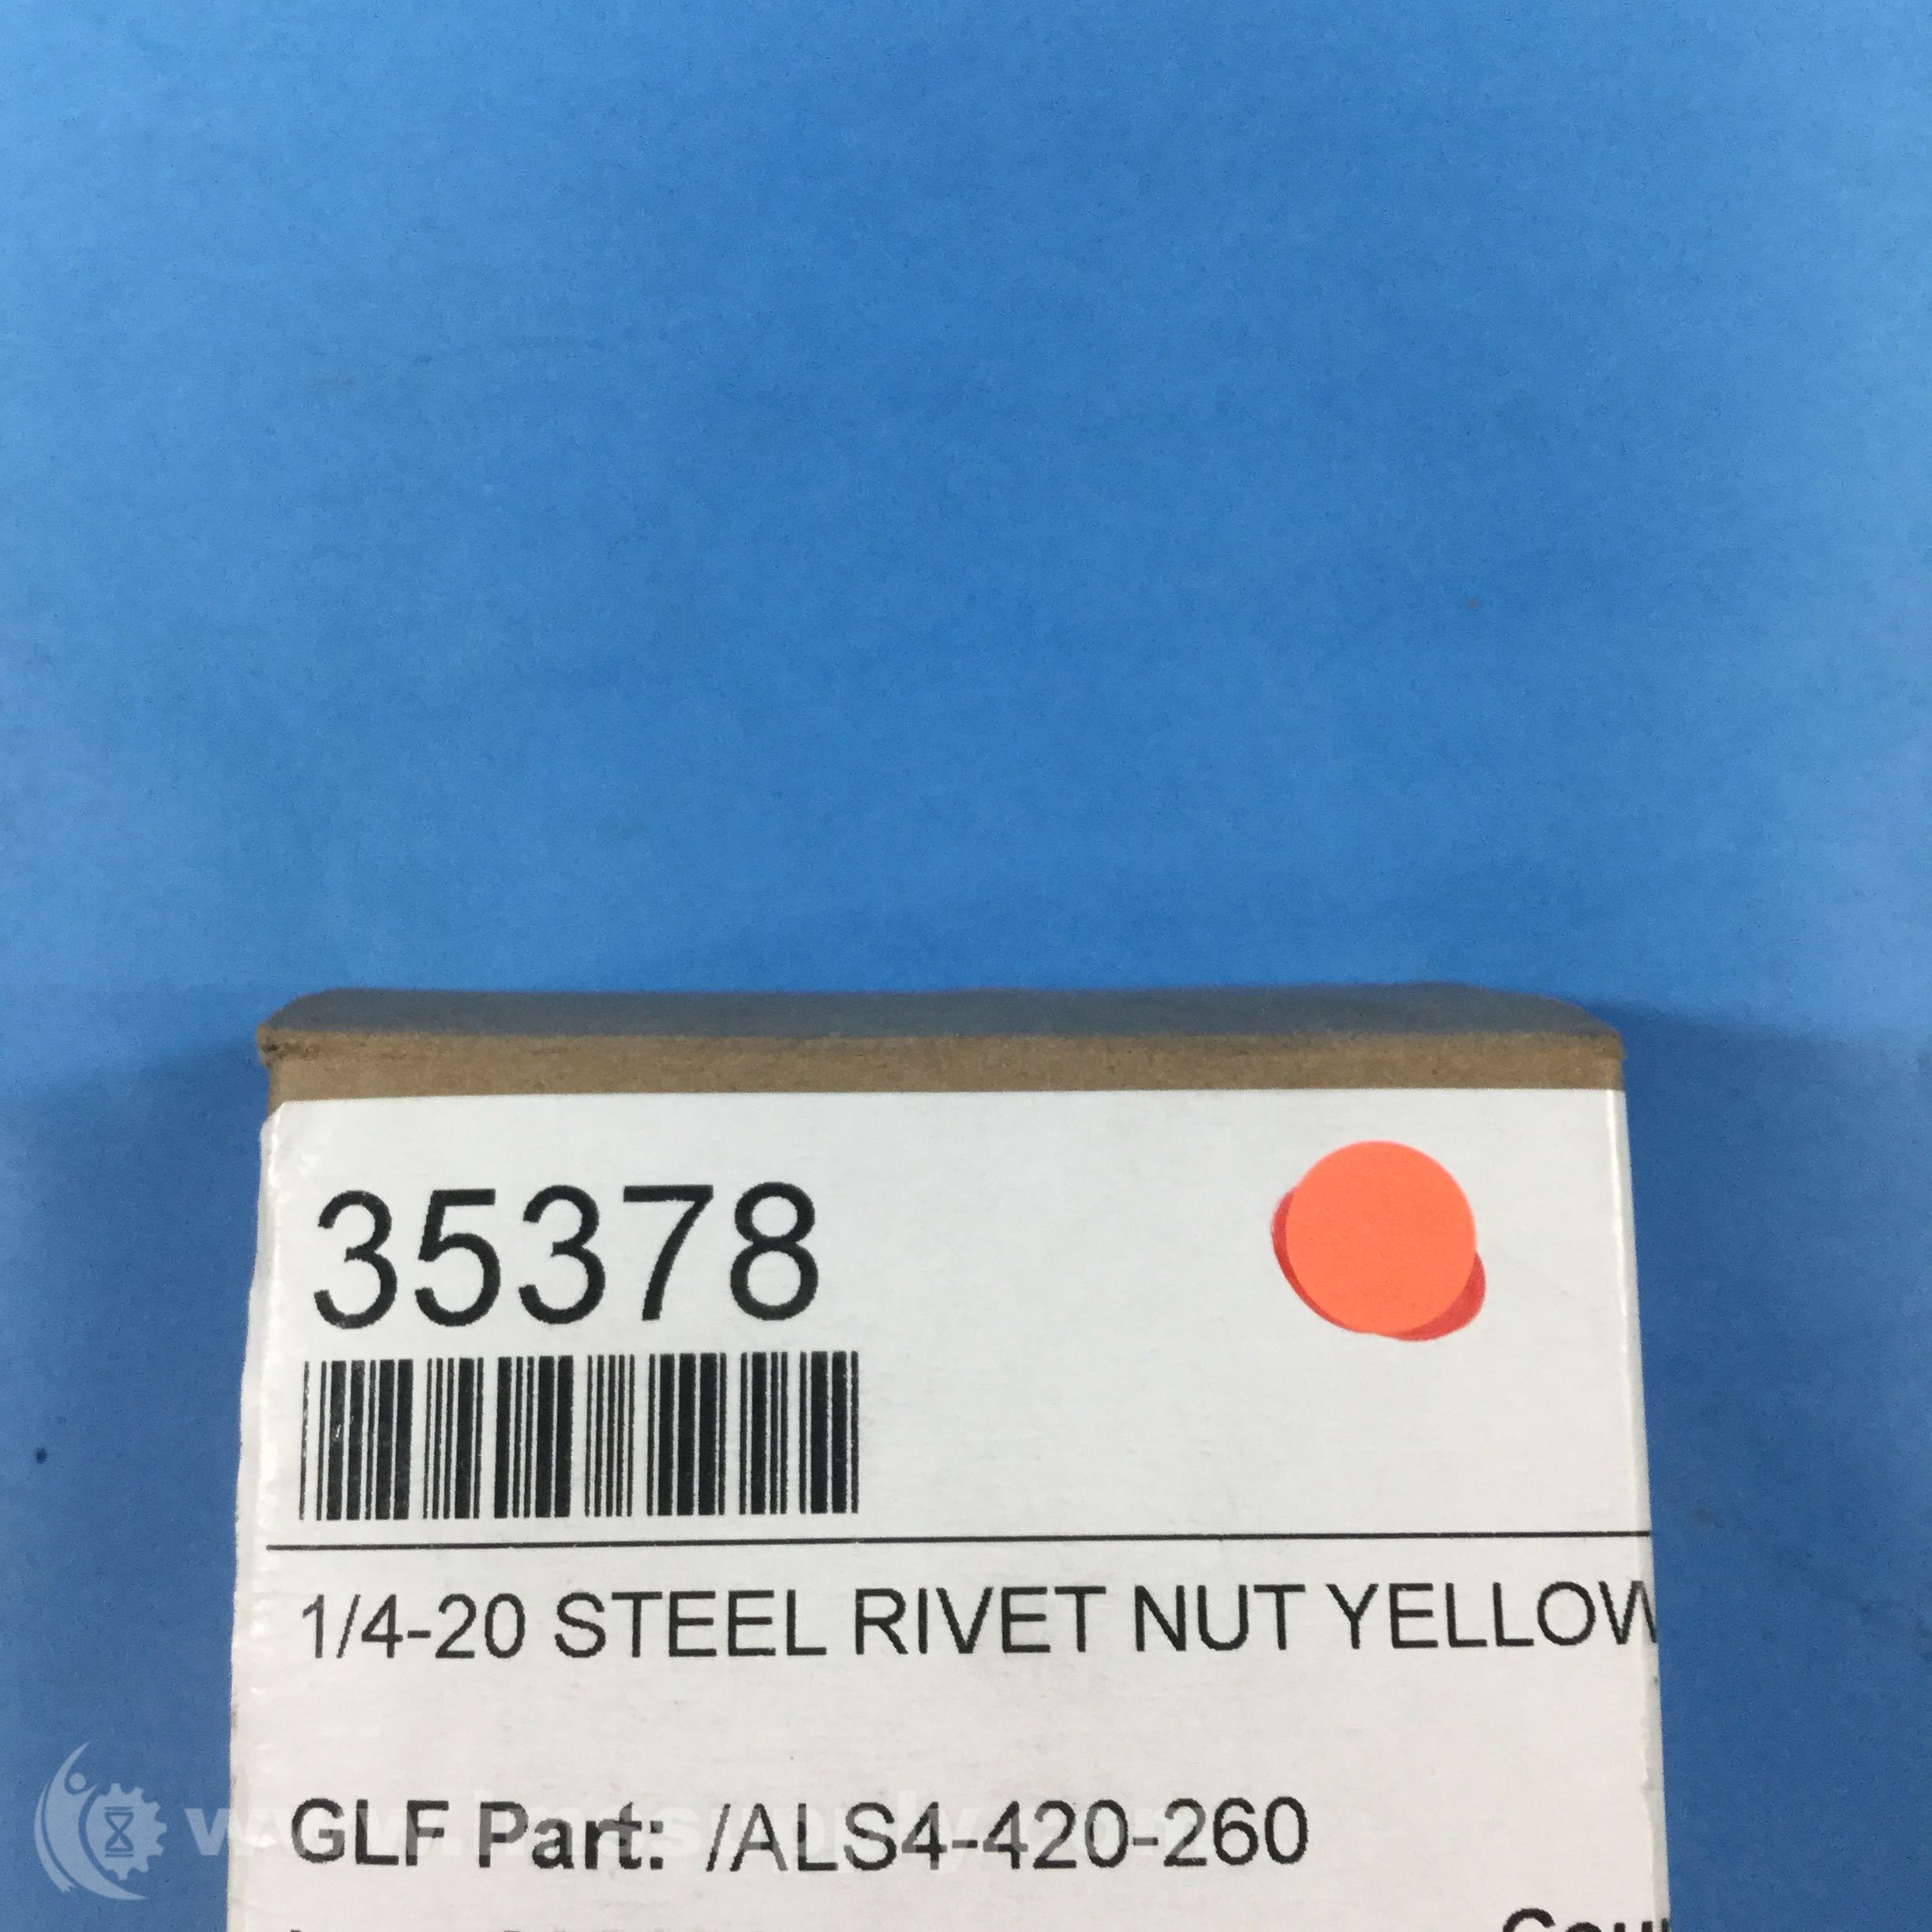 35378
1/4-20 STEEL RIVET NUT YELLOW
GLF Part: /ALS4-420-260